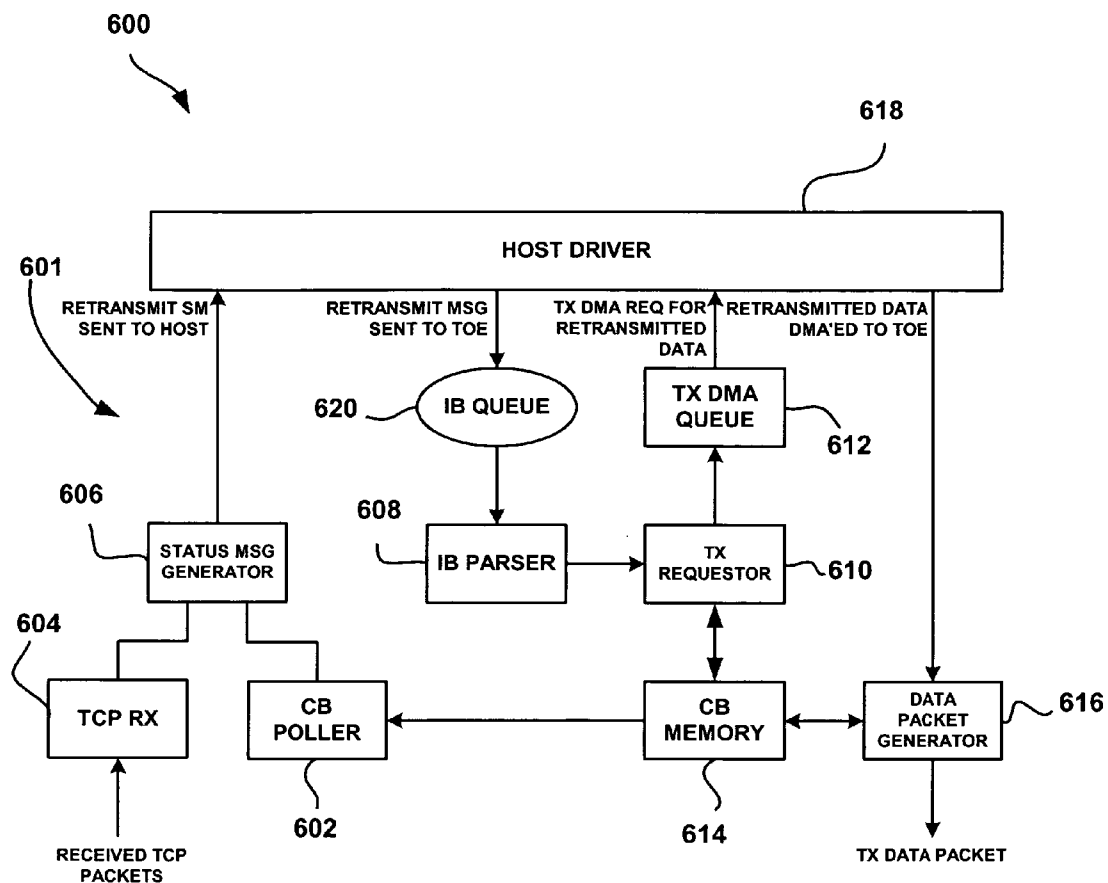 600
618
HOST DRIVER
601
RETRANSMIT SM
SENT TO HOST
RETRANSMIT MSG
SENT TO TOE
TX DMA REQ FOR
RETRANSMITTED
DATA
RETRANSMITTED DATA
DMA'ED TO TOE
620
IB QUEUE
TX DMA
QUEUE
612
606
STATUS MSG
GENERATOR
608
IB PARSER
TX
REQUESTOR
610
604
TCP RX
CB
POLLER
CB
MEMORY
DATA
PACKET
GENERATOR
616
602
614
RECEIVED TCP
PACKETS
TX DATA PACKET